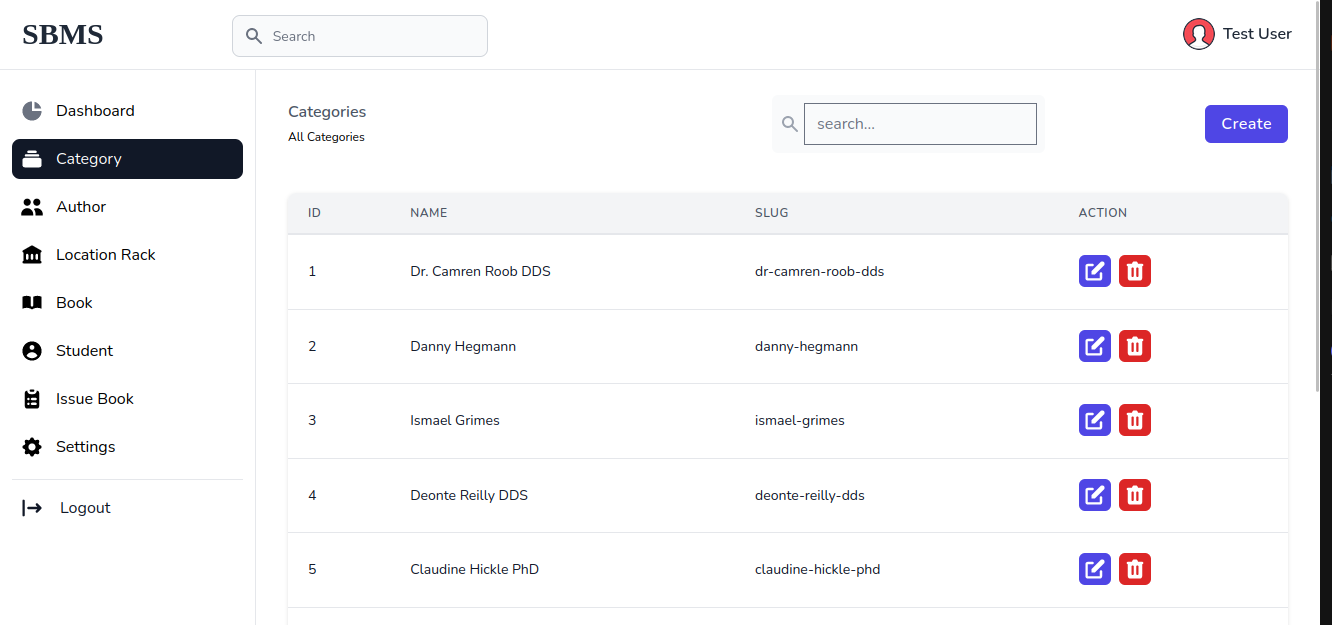 SBMS
Search
Test User
Dashboard
Category
Author
Location Rack
Book
Student
Issue Book
Settings
Logout
Categories
All Categories
search...
Create
ID NAME SLUG ACTION
1 Dr. Camren Roob DDS dr-camren-roob-dds
2 Danny Hegmann danny-hegmann
3 Ismael Grimes ismael-grimes
4 Deonte Reilly DDS deonte-reilly-dds
5 Claudine Hickle PhD claudine-hickle-phd